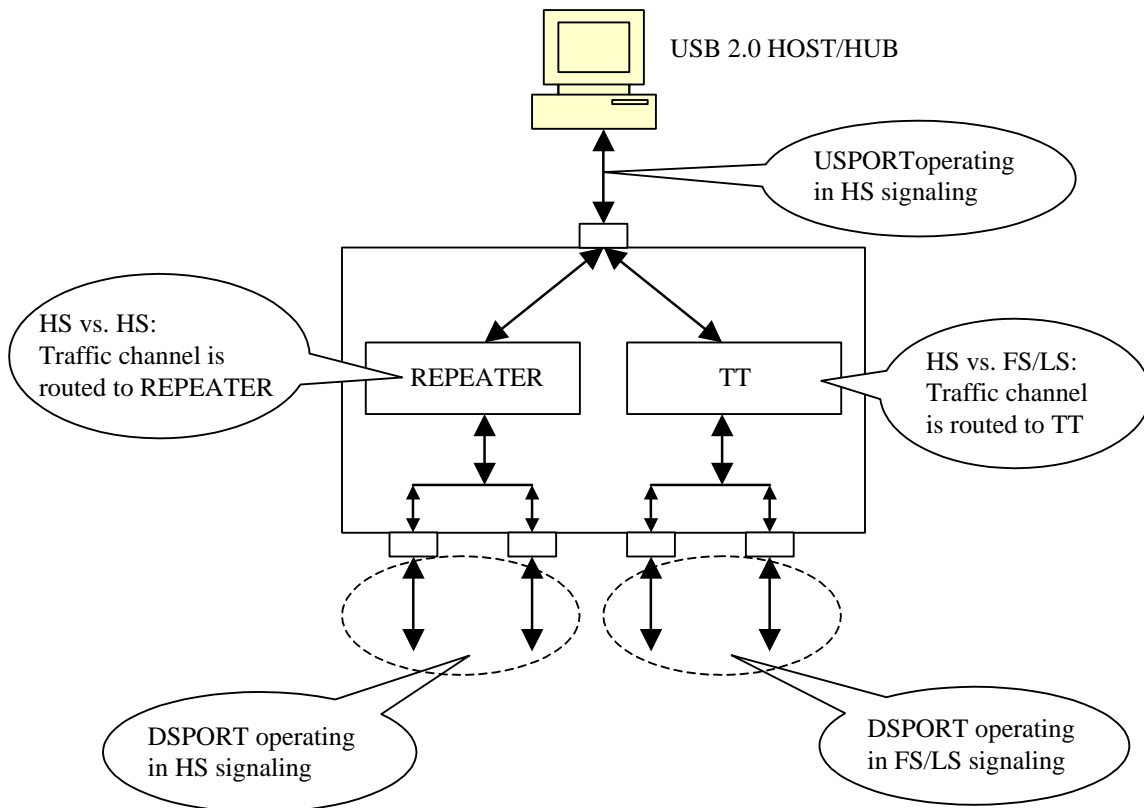 USB 2.0 HOST/HUB
USPORToperating
in HS signaling
HS vs. HS:
Traffic channel is
routed to REPEATER
REPEATER
TT
HS vs. FS/LS:
Traffic channel
is routed to TT
DSPORT operating
in HS signaling
DSPORT operating
in FS/LS signaling